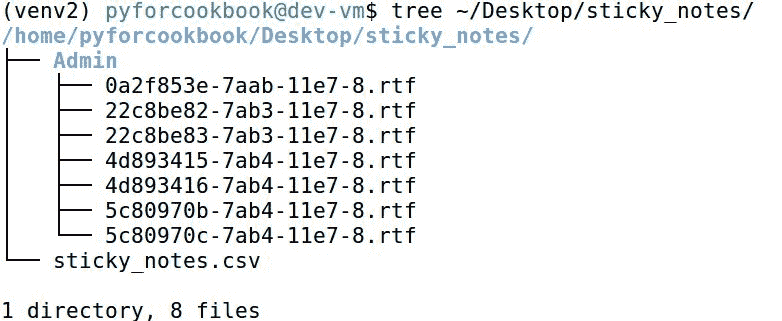 (venv2) pyforcookbook@dev-vm$ tree ~/Desktop/sticky_notes/
/home/pyforcookbook/Desktop/sticky_notes/
├── Admin
│   ├── 0a2f853e-7aab-11e7-8.rtf
│   ├── 22c8be82-7ab3-11e7-8.rtf
│   ├── 22c8be83-7ab3-11e7-8.rtf
│   ├── 4d893415-7ab4-11e7-8.rtf
│   ├── 4d893416-7ab4-11e7-8.rtf
│   ├── 5c80970b-7ab4-11e7-8.rtf
│   └── 5c80970c-7ab4-11e7-8.rtf
└── sticky_notes.csv
1 directory, 8 files